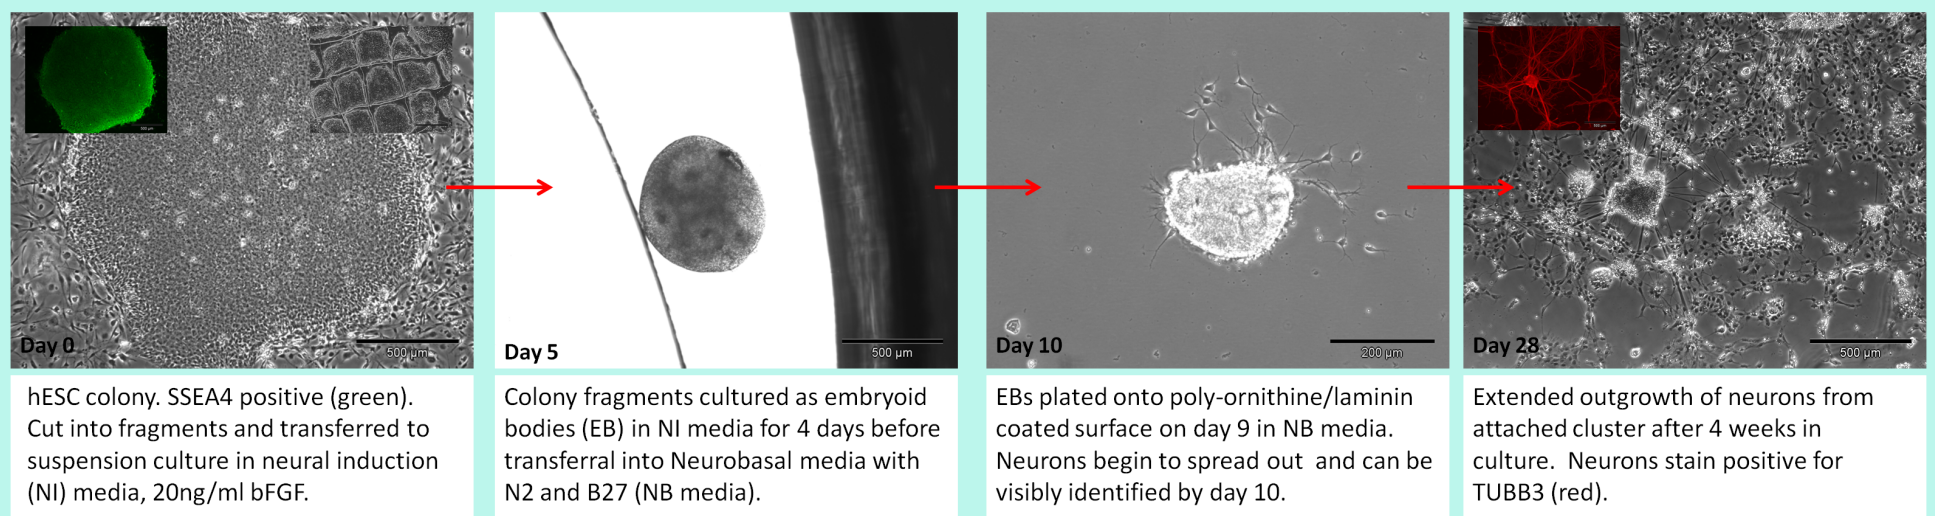 Day 0
500 µm
hESC colony. SSEA4 positive (green).
Cut into fragments and transferred to
suspension culture in neural induction
(NI) media, 20ng/ml bFGF.
Day 5
500 µm
Colony fragments cultured as embryoid
bodies (EB) in NI media for 4 days before
transferral into Neurobasal media with
N2 and B27 (NB media).
Day 10
200 µm
EBs plated onto poly-ornithine/laminin
coated surface on day 9 in NB media.
Neurons begin to spread out  and can be
visibly identified by day 10.
Day 28
500 µm
Extended outgrowth of neurons from
attached cluster after 4 weeks in
culture.  Neurons stain positive for
TUBB3 (red).